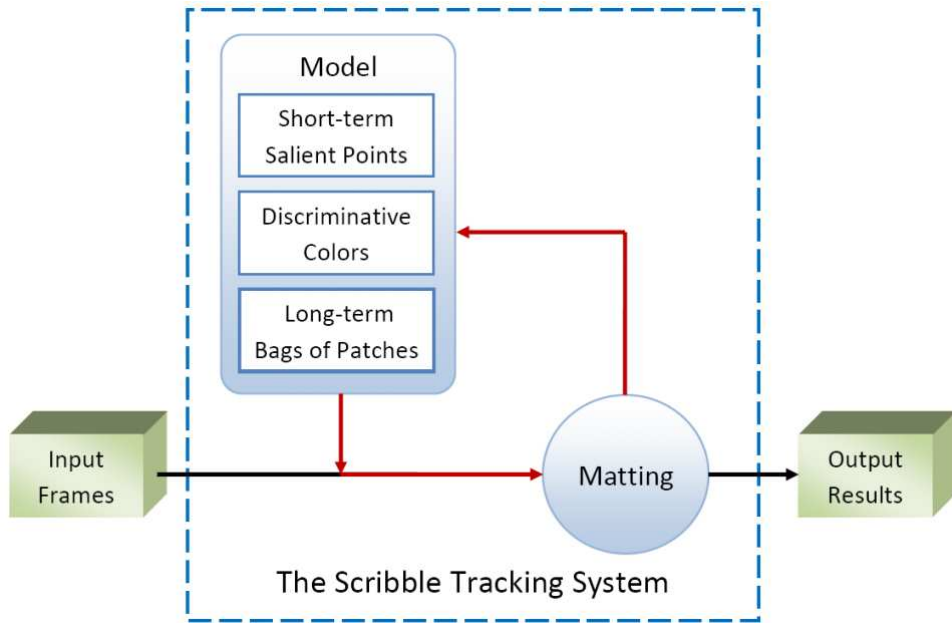 Model
Short-term
Salient Points
Discriminative
Colors
Long-term
Bags of Patches
Input
Frames
Matting
Output
Results
The Scribble Tracking System